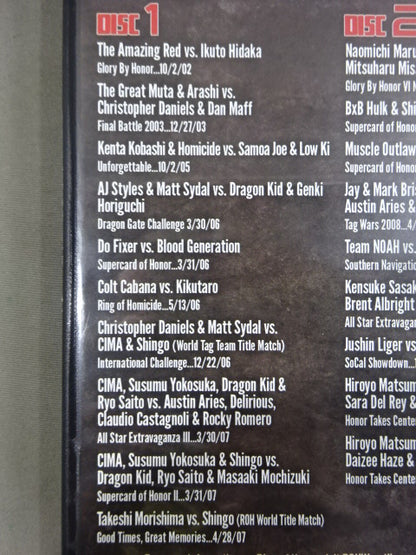 DISC 1
The Amazing Red vs. Ikuto Hidaka
Glory By Honor...10/2/02
The Great Muta & Arashi vs.
Christopher Daniels & Dan Maff
Final Battle 2003...12/27/03
Kenta Kobashi & Homicide vs. Samoa Joe & Low Ki
Unforgettable...10/2/05
AJ Styles & Matt Sydal vs. Dragon Kid & Genki
Horiguchi
Dragon Gate Challenge 3/30/06
Do Fixer vs. Blood Generation
Supercard of Honor...3/31/06
Colt Cabana vs. Kikutaro
Ring of Homicide...5/13/06
Christopher Daniels & Matt Sydal vs.
CIMA & Shingo (World Tag Team Title Match)
International Challenge...12/22/06
CIMA, Susumu Yokosuka, Dragon Kid &
Ryo Saito vs. Austin Aries, Delirious,
Claudio Castagnoli & Rocky Romero
All Star Extravaganza III...3/30/07
CIMA, Susumu Yokosuka & Shingo vs.
Dragon Kid, Ryo Saito & Masaaki Mochizuki
Supercard of Honor II...3/31/07
Takeshi Morishima vs. Shingo (ROH World Title Match)
Good Times, Great Memories...4/28/07
DISC
Naomichi Maru
Mitsuharu Mis
Glory by Honor VI N
BxB Hulk & Shi
Supercard of Honor
Muscle Outlaw
Supercard of Honor
Jay & Mark Bris
Austin Aries &
Tag Wars 2008...4/
Team NOAH vs.
Southern Navigatio
Kensuke Sasak
Brent Albright
All Star Extravaganz
Jushin Liger vs
SoCal Showdown...1
Hiroyo Matsum
Sara Del Rey &
Honor Takes Center
Hiroyo Matsum
Daizee Haze &
Honor Takes Center